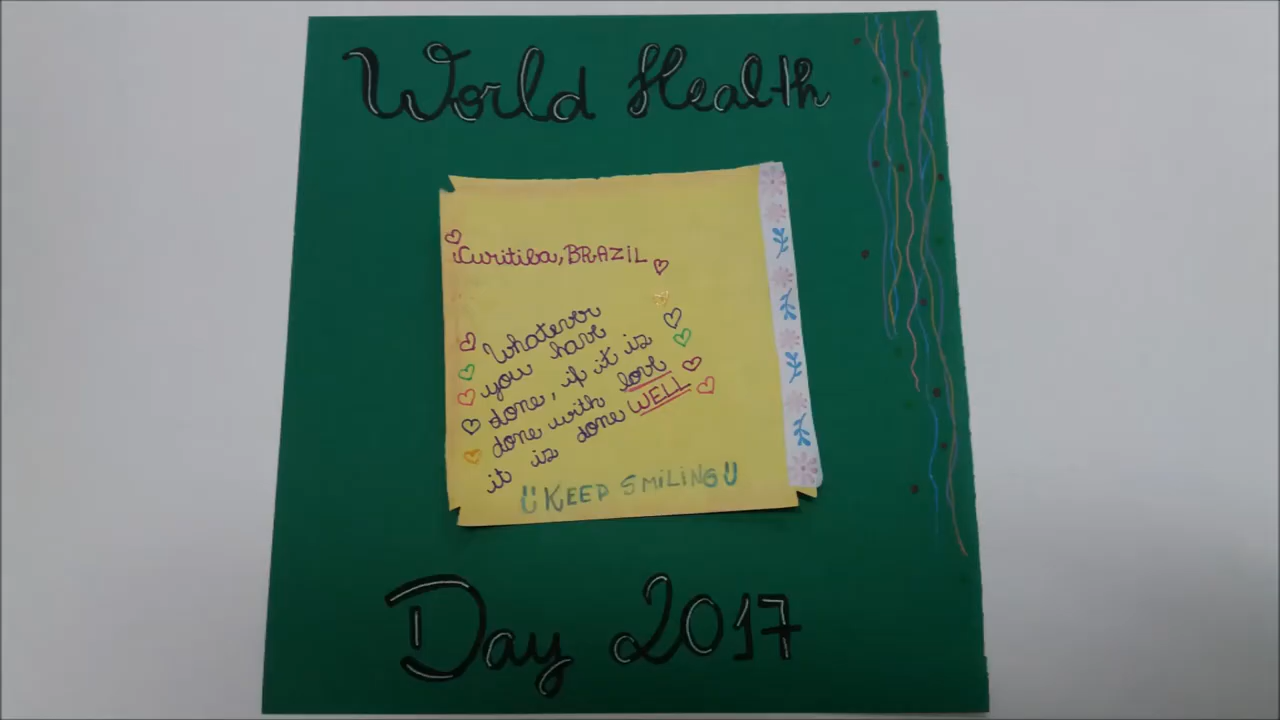 World Health
Curitiba, BRAZIL
Whatever
you have
done, if it is
done with love
it is done WELL
KEEP SMILING
Day 2017